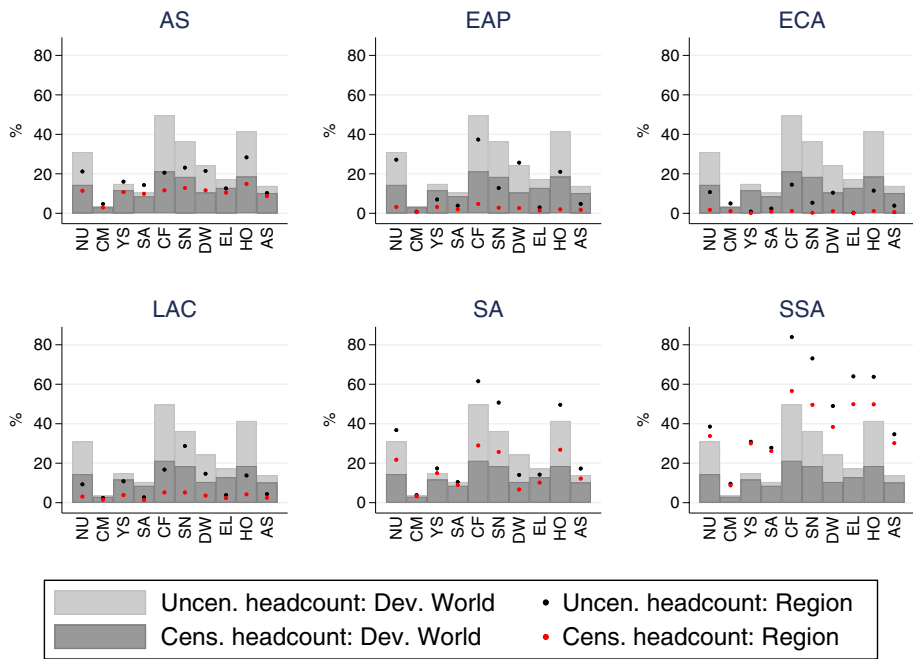 AS EAP ECA
80 80 80
60 60 60
40 40 40
20 20 20
0 0 0
% % %
NU CM YS SA CF SN DW EL HO AS NU CM YS SA CF SN DW EL HO AS NU CM YS SA CF SN DW EL HO AS
LAC SA SSA
80 80 80
60 60 60
40 40 40
20 20 20
0 0 0
% % %
NU CM YS SA CF SN DW EL HO AS NU CM YS SA CF SN DW EL HO AS NU CM YS SA CF SN DW EL HO AS
Uncen. headcount: Dev. World Uncen. headcount: Region
Cens. headcount: Dev. World Cens. headcount: Region